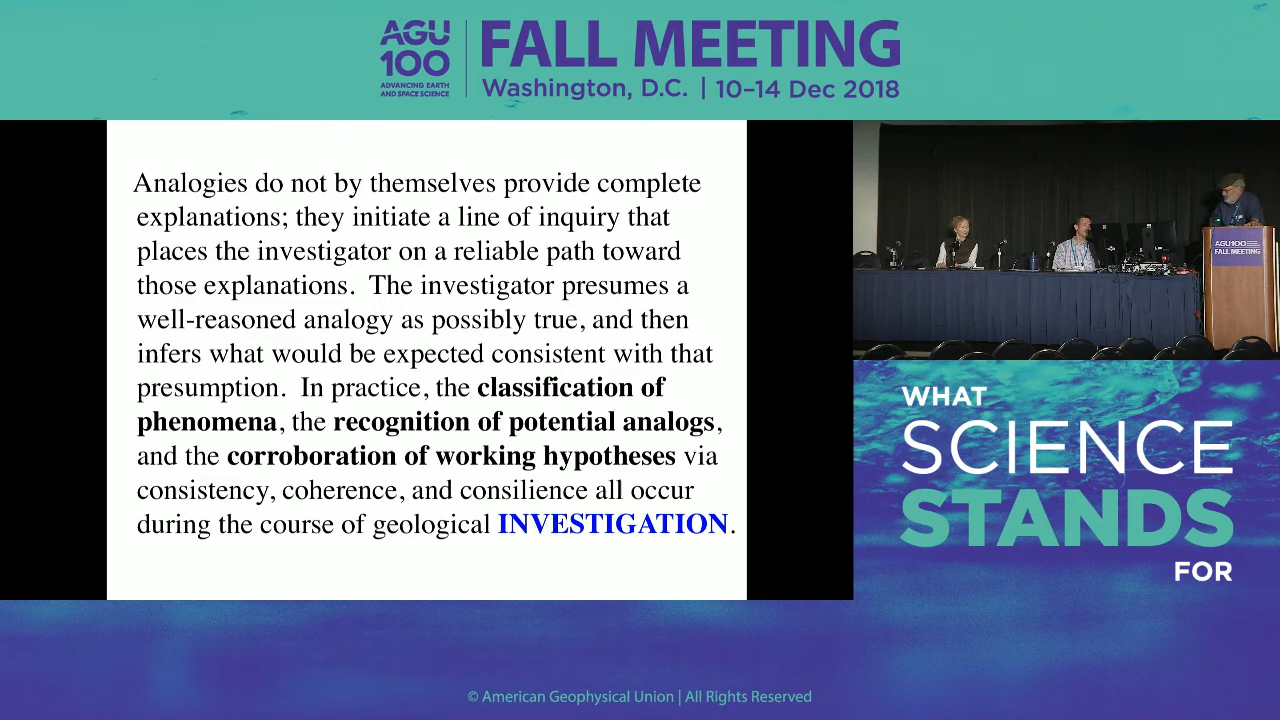 AGU
100
ADVANCING EARTH
AND SPACE SCIENCE
FALL MEETING
Washington, D.C. | 10–14 Dec 2018
Analogies do not by themselves provide complete
explanations; they initiate a line of inquiry that
places the investigator on a reliable path toward
those explanations.  The investigator presumes a
well-reasoned analogy as possibly true, and then
infers what would be expected consistent with that
presumption.  In practice, the classification of
phenomena, the recognition of potential analogs,
and the corroboration of working hypotheses via
consistency, coherence, and consilience all occur
during the course of geological INVESTIGATION.
AGU100
FALL MEETING
WHAT
SCIENCE
STANDS
FOR
© American Geophysical Union | All Rights Reserved